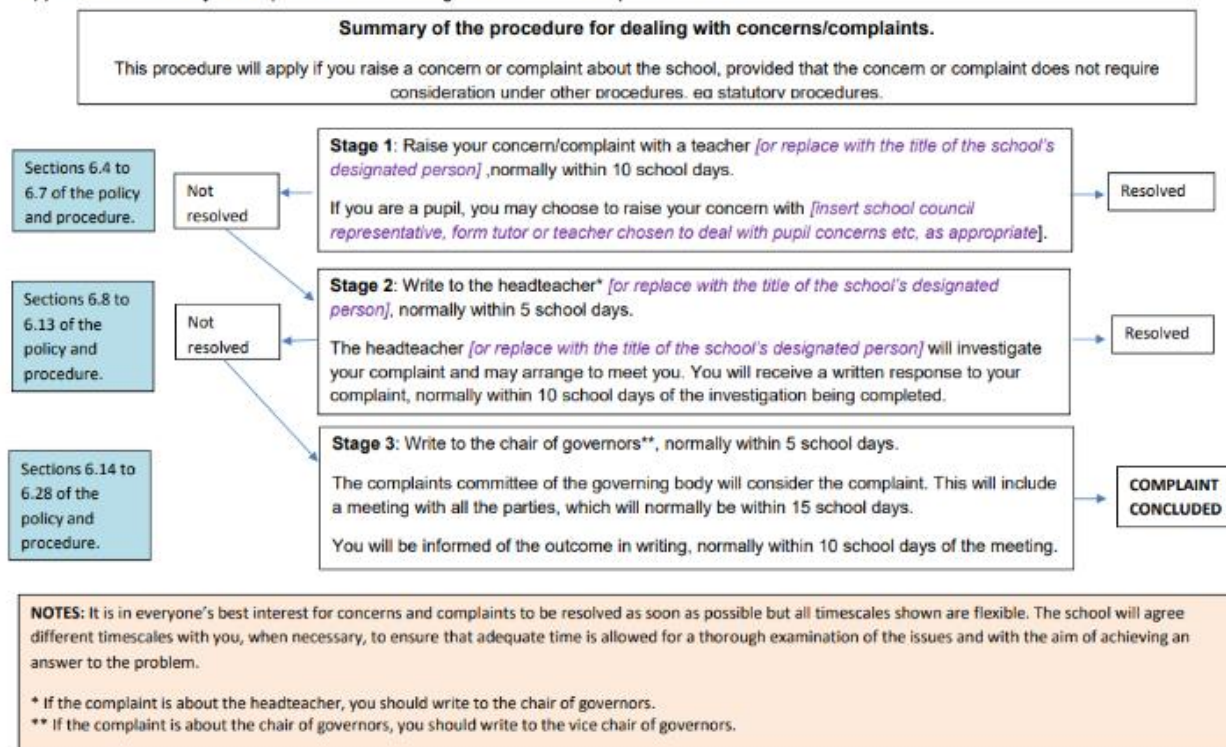 Summary of the procedure for dealing with concerns/complaints.
This procedure will apply if you raise a concern or complaint about the school, provided that the concern or complaint does not require
consideration under other procedures, eg statutory procedures.
Sections 6.4 to
6.7 of the policy
and procedure.
Not
resolved
Stage 1: Raise your concern/complaint with a teacher [or replace with the title of the school's
designated person] ,normally within 10 school days.
If you are a pupil, you may choose to raise your concern with [insert school council
representative, form tutor or teacher chosen to deal with pupil concerns etc, as appropriate].
Resolved
Sections 6.8 to
6.13 of the
policy and
procedure.
Not
resolved
Stage 2: Write to the headteacher* [or replace with the title of the school's designated
person], normally within 5 school days.
The headteacher [or replace with the title of the school's designated person] will investigate
your complaint and may arrange to meet you. You will receive a written response to your
complaint, normally within 10 school days of the investigation being completed.
Resolved
Sections 6.14 to
6.28 of the
policy and
procedure.
Stage 3: Write to the chair of governors**, normally within 5 school days.
The complaints committee of the governing body will consider the complaint. This will include
a meeting with all the parties, which will normally be within 15 school days.
You will be informed of the outcome in writing, normally within 10 school days of the meeting.
COMPLAINT
CONCLUDED
NOTES: It is in everyone's best interest for concerns and complaints to be resolved as soon as possible but all timescales shown are flexible. The school will agree
different timescales with you, when necessary, to ensure that adequate time is allowed for a thorough examination of the issues and with the aim of achieving an
answer to the problem.
* If the complaint is about the headteacher, you should write to the chair of governors.
** If the complaint is about the chair of governors, you should write to the vice chair of governors.